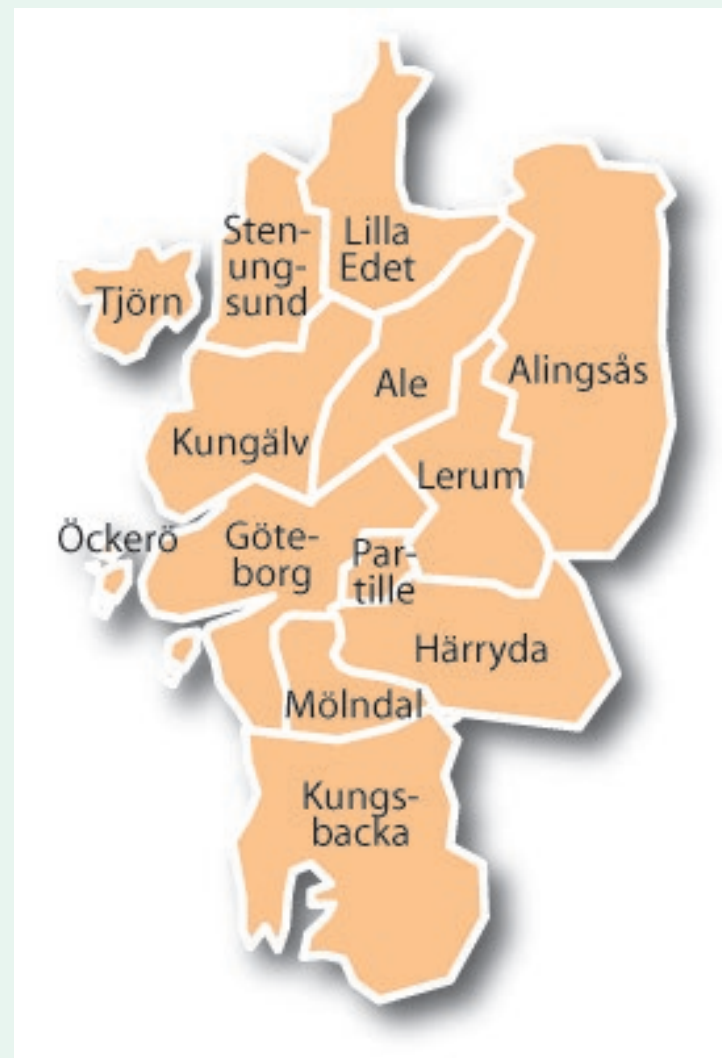 Sten-
ung-
sund
Lilla
Edet
Tjörn
Ale
Alingsås
Kungälv
Lerum
Öckerö
Göte-
borg
Par-
tille
Härryda
Mölndal
Kungs-
backa